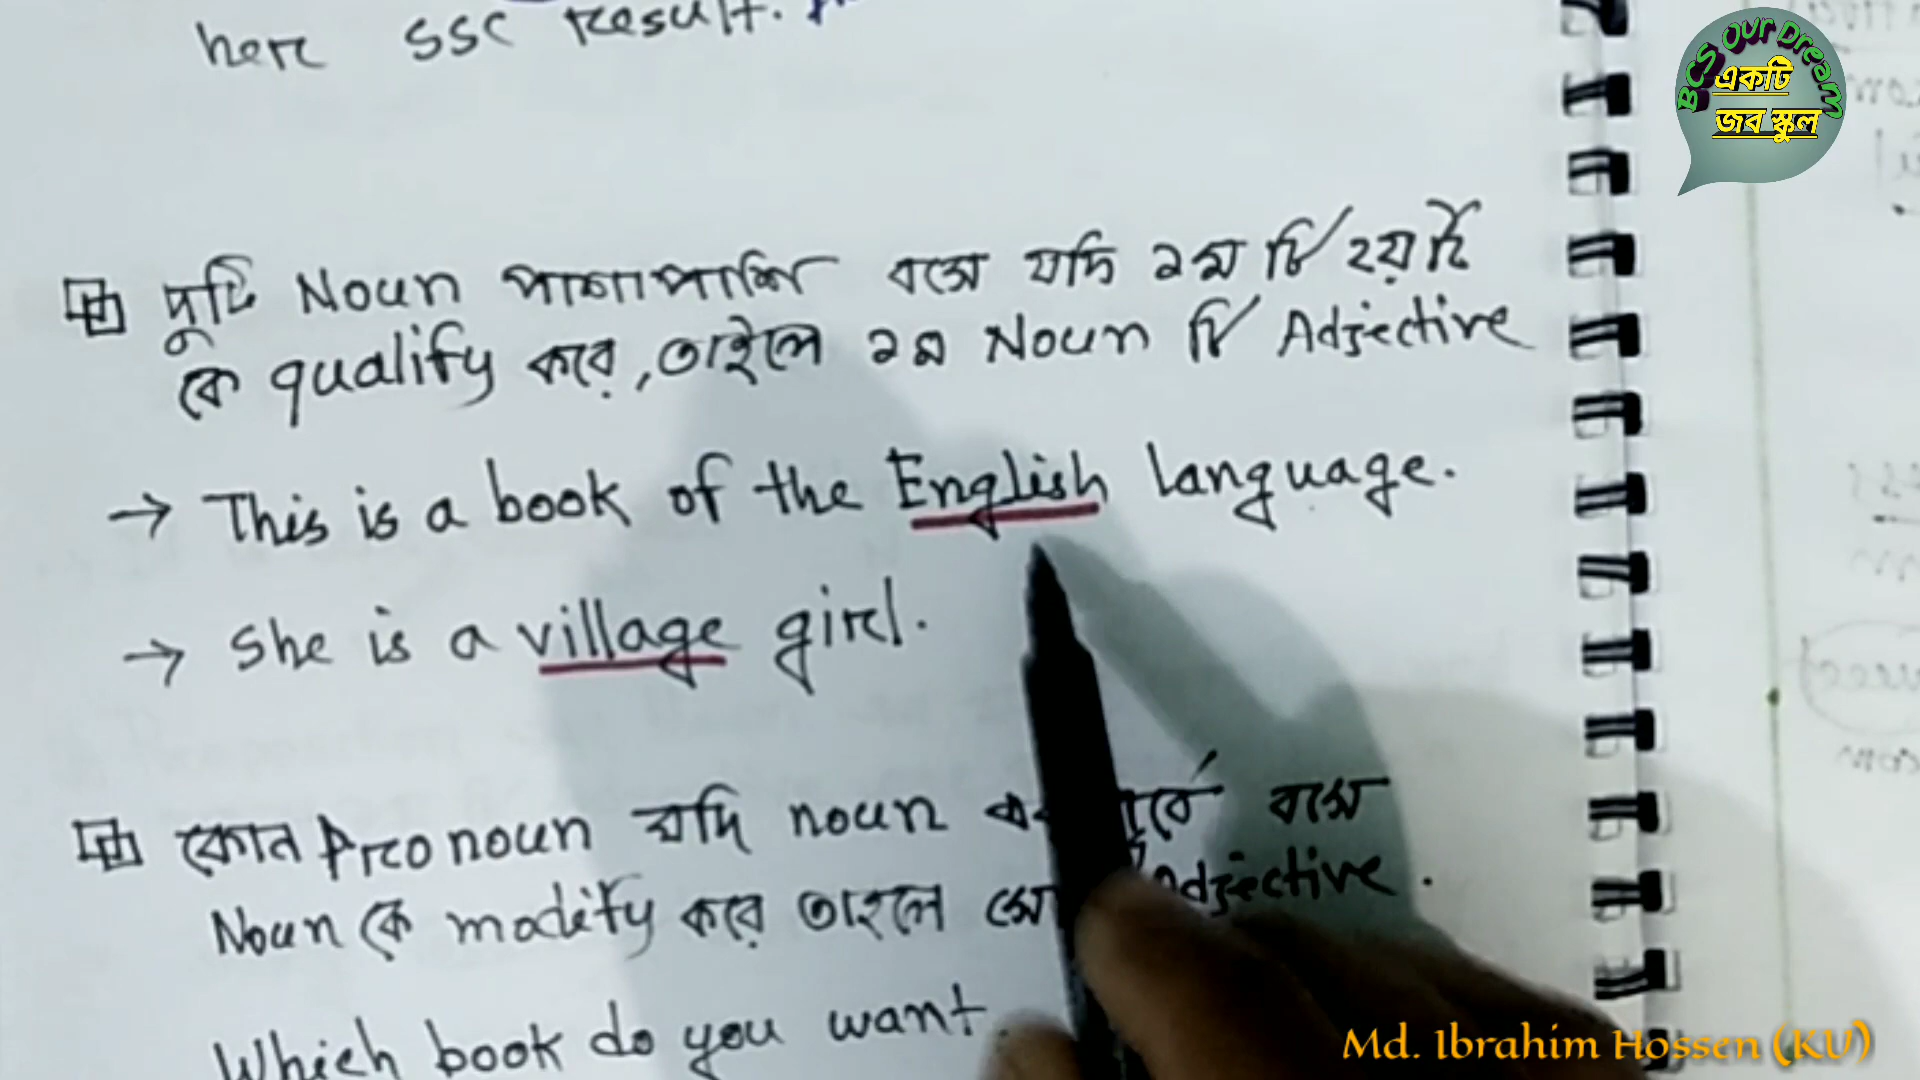 here SSC result.
BCS Our Dream
একটি
জব স্কুল
দুটি Noun পাশাপাশি বসে যদি ১ম টি ২য় টি
কে qualify করে, তাহলে ১ম Noun টি Adjective
→ This is a book of the English language.
→ She is a village girl.
কোন Pronoun যদি noun এর পূর্বে বসে
Noun কে modify করে তাহলে Adjective.
Which book do you want.
Md. Ibrahim Hossen (KU)